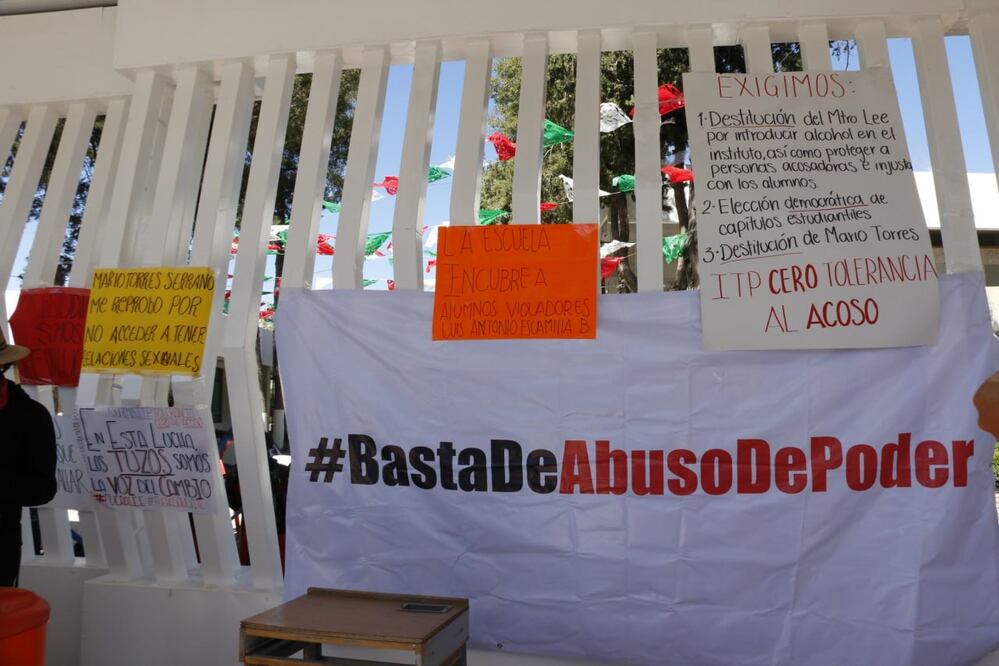 EXIGIMOS:
1- Destitución del Mtro Lee
por introducir alcohol en el
instituto, así como proteger a
personas acosadoras e injusta
con los alumnos.
2- Elección democrática de
capítulos estudiantiles
3- Destitución de Mario Torres
ITP CERO TOLERANCIA
AL ACOSO
LA ESCUELA
ENCUBRE A
ALUMNOS VIOLADORES
LUIS ANTONIO ESCAMILLA B
MARIO TORRES SERRANO
ME REPROBO POR
NO ACCEDER A TENER
RELACIONES SEXUALES
EN ESTA LUCHA
LOS TUZOS SOMOS
LA VOZ DEL CAMBIO
#BastaDeAbusoDePoder